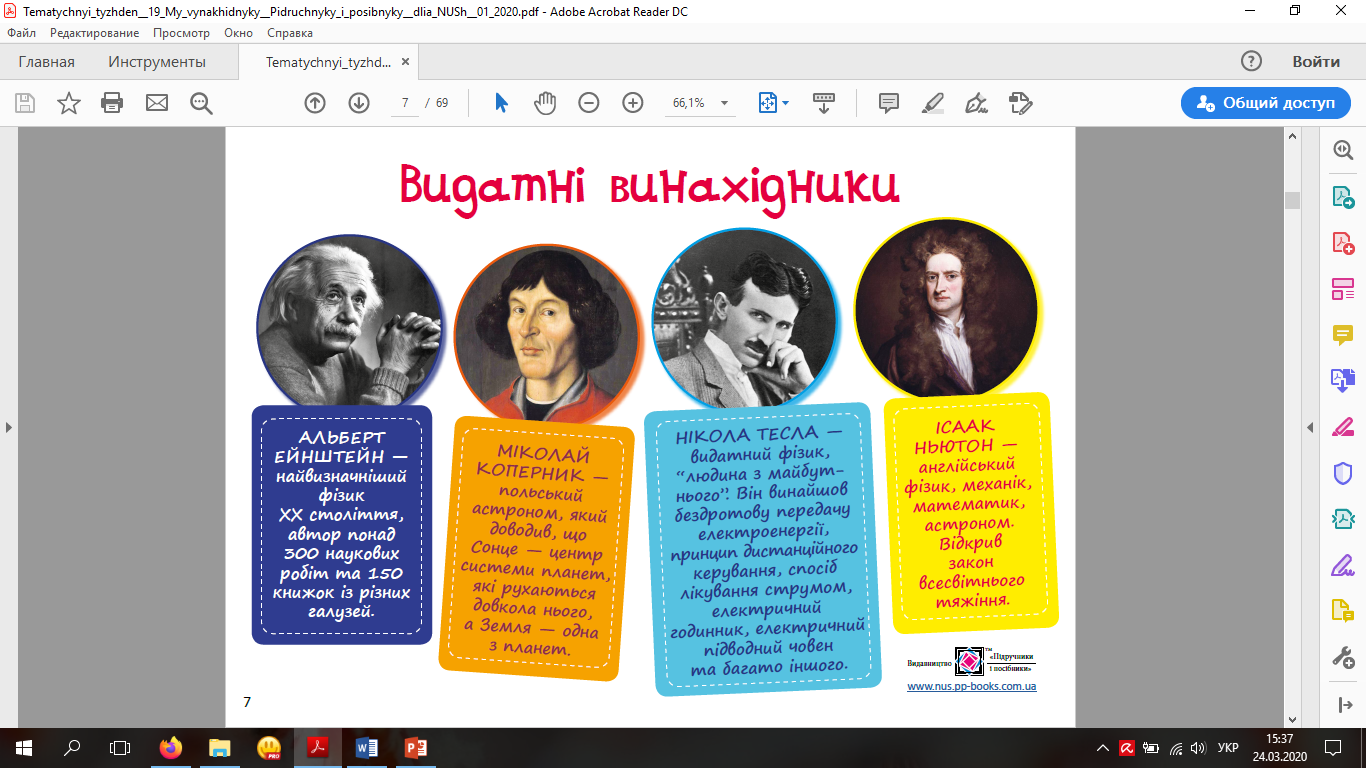 Tematychnyi_tyzhden__19_My_vynakhidnyky__Pidruchnyky_i_posibnyky__dlia_NUSh__01_2020.pdf - Adobe Acrobat Reader DC
Файл Редактирование Просмотр Окно Справка
Главная Инструменты Tematychnyi_tyzhd... × Войти
7 / 69 66,1% Общий доступ
Видатні винахідники
АЛЬБЕРТ
ЕЙНШТЕЙН —
найвизначніший
фізик
ХХ століття,
автор понад
300 наукових
робіт та 150
книжок із різних
галузей.
МІКОЛАЙ
КОПЕРНИК —
польський
астроном, який
доводив, що
Сонце — центр
системи планет,
які рухаються
довкола нього,
а Земля — одна
з планет.
НІКОЛА ТЕСЛА —
видатний фізик,
“людина з майбут-
нього”. Він винайшов
бездротову передачу
електроенергії,
принцип дистанційного
керування, спосіб
лікування струмом,
електричний
годинник, електричний
підводний човен
та багато іншого.
ІСААК
НЬЮТОН —
англійський
фізик, механік,
математик,
астроном.
Відкрив
закон
всесвітнього
тяжіння.
Видавництво ™ «Підручники
і посібники»
www.nus.pp-books.com.ua
7
PRO УКР 15:37
24.03.2020